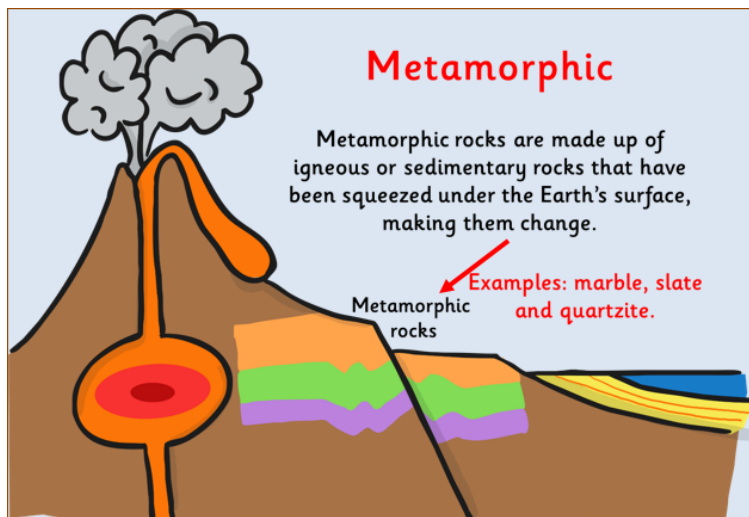 Metamorphic
Metamorphic rocks are made up of
igneous or sedimentary rocks that have
been squeezed under the Earth's surface,
making them change.
Examples: marble, slate
and quartzite.
Metamorphic
rocks